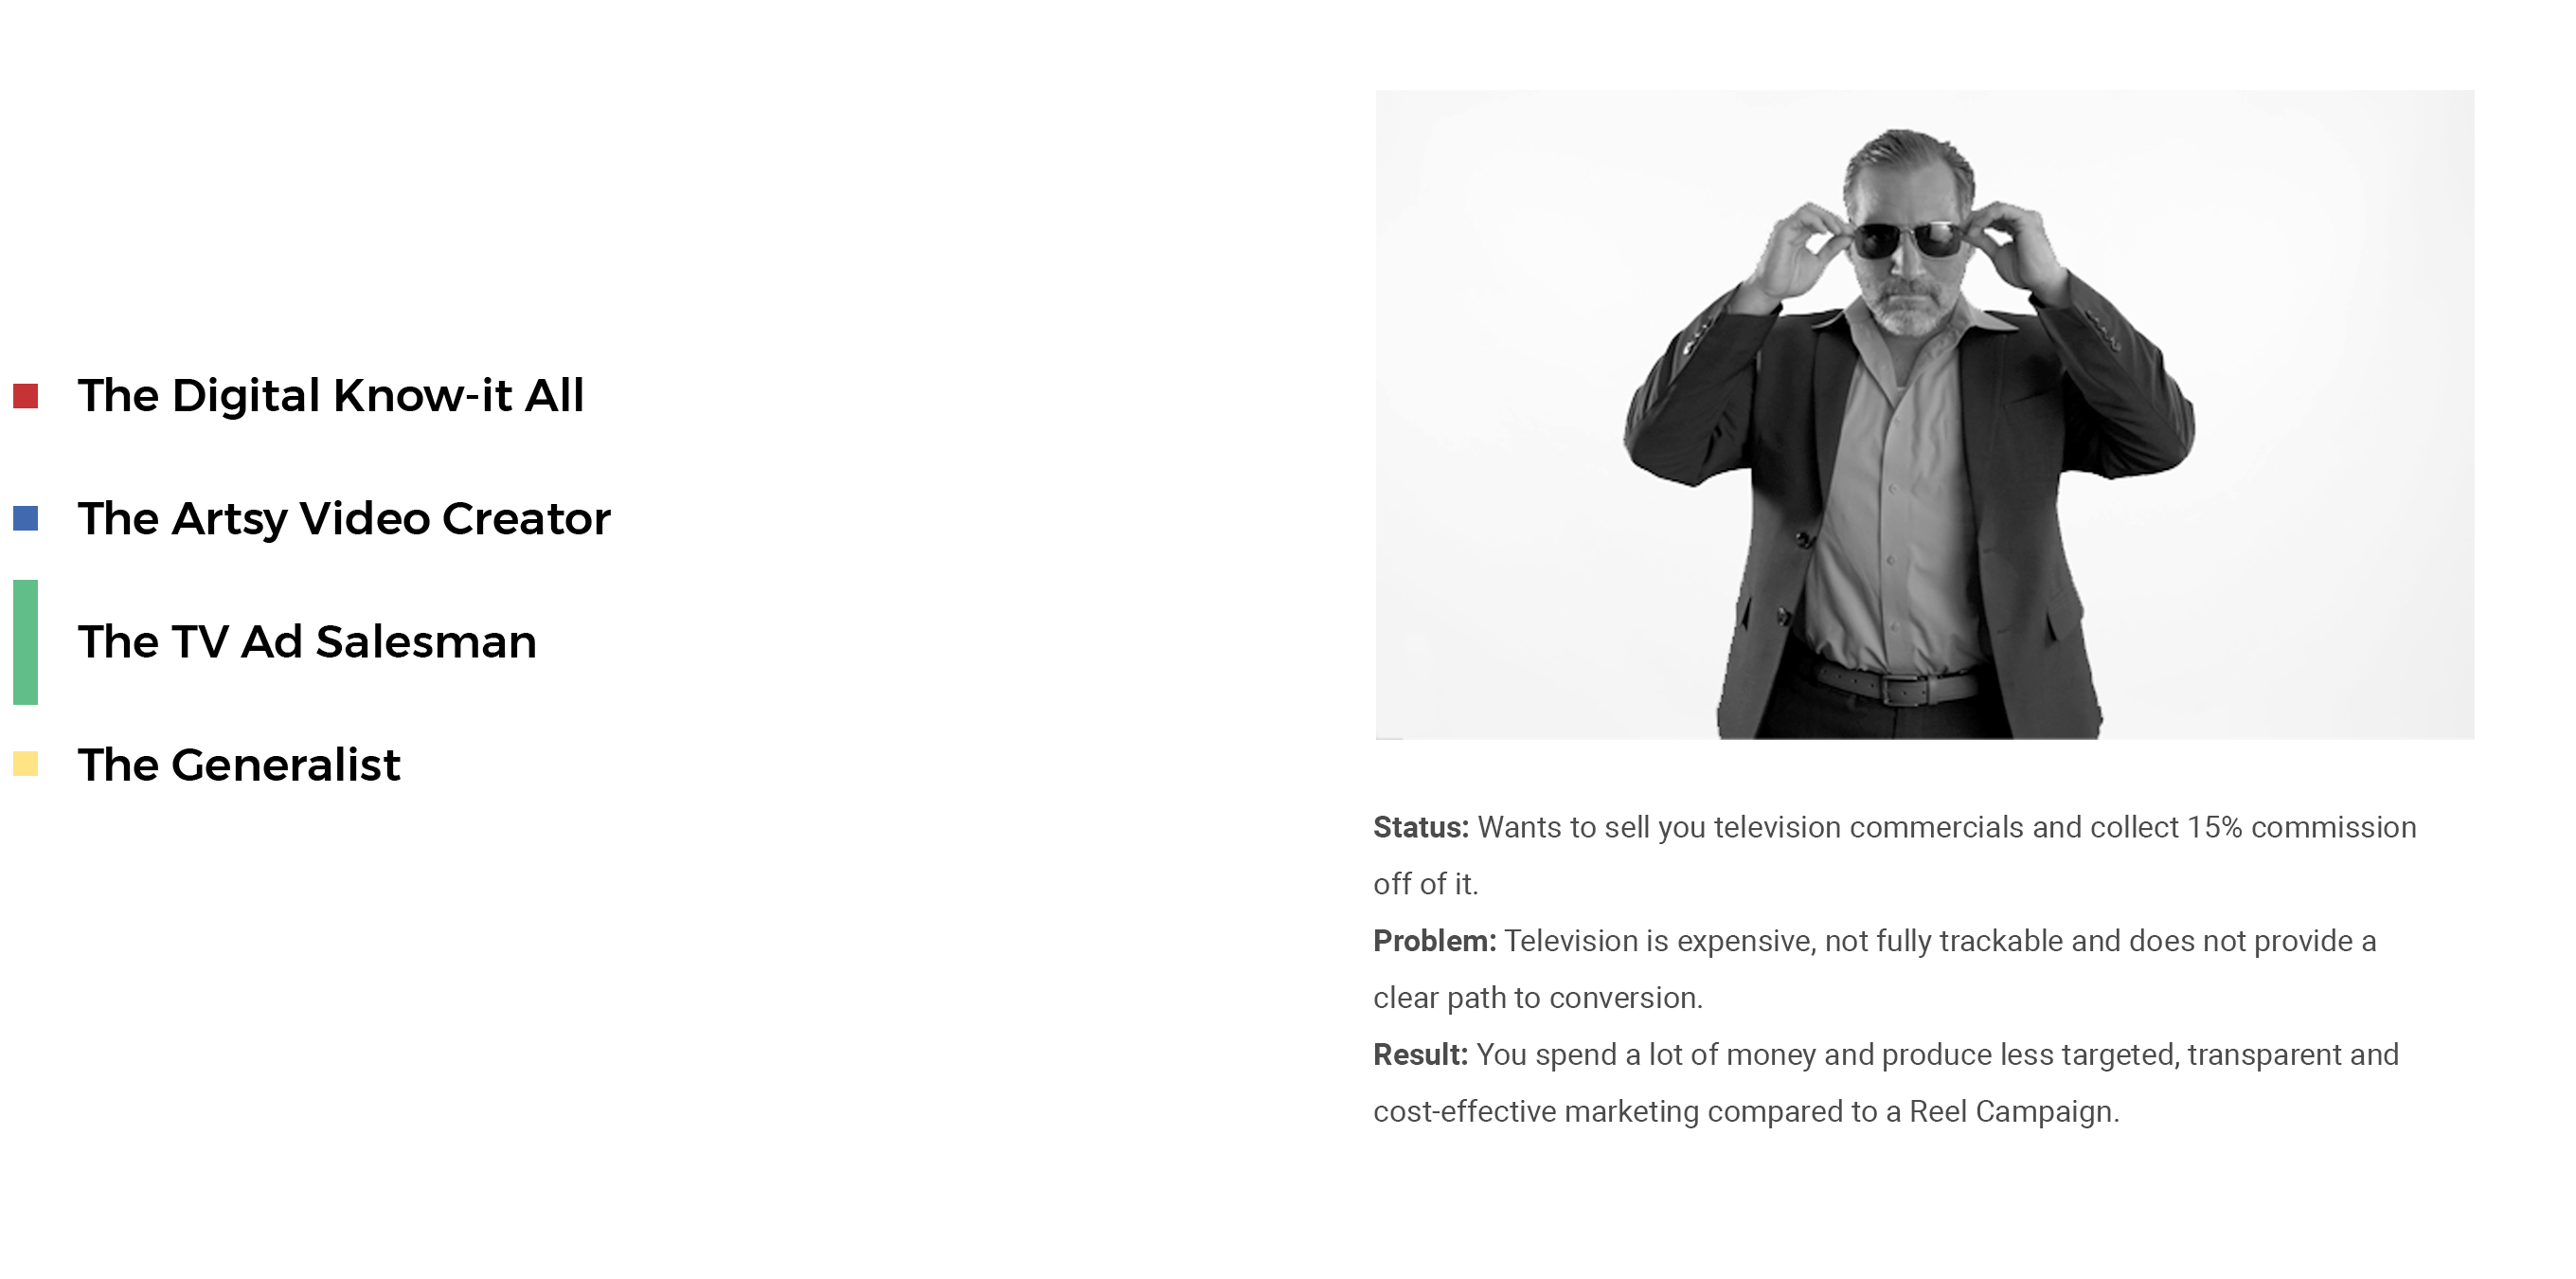 The Digital Know-it All
The Artsy Video Creator
The TV Ad Salesman
The Generalist
Status: Wants to sell you television commercials and collect 15% commission
off of it.
Problem: Television is expensive, not fully trackable and does not provide a
clear path to conversion.
Result: You spend a lot of money and produce less targeted, transparent and
cost-effective marketing compared to a Reel Campaign.